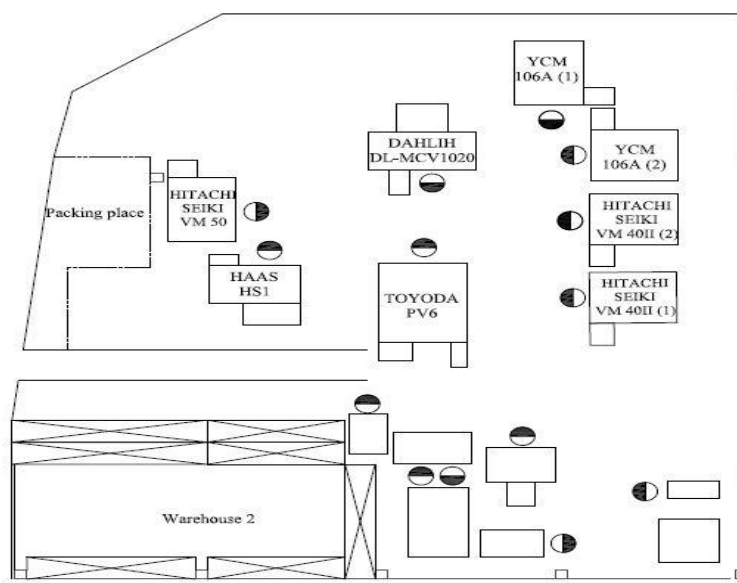 YCM
106A (1)
DAHLIH
DL-MCV1020
YCM
106A (2)
HITACHI
SEIKI
VM 50
Packing place
HITACHI
SEIKI
VM 40II (2)
HAAS
HS1
TOYODA
PV6
HITACHI
SEIKI
VM 40II (1)
Warehouse 2